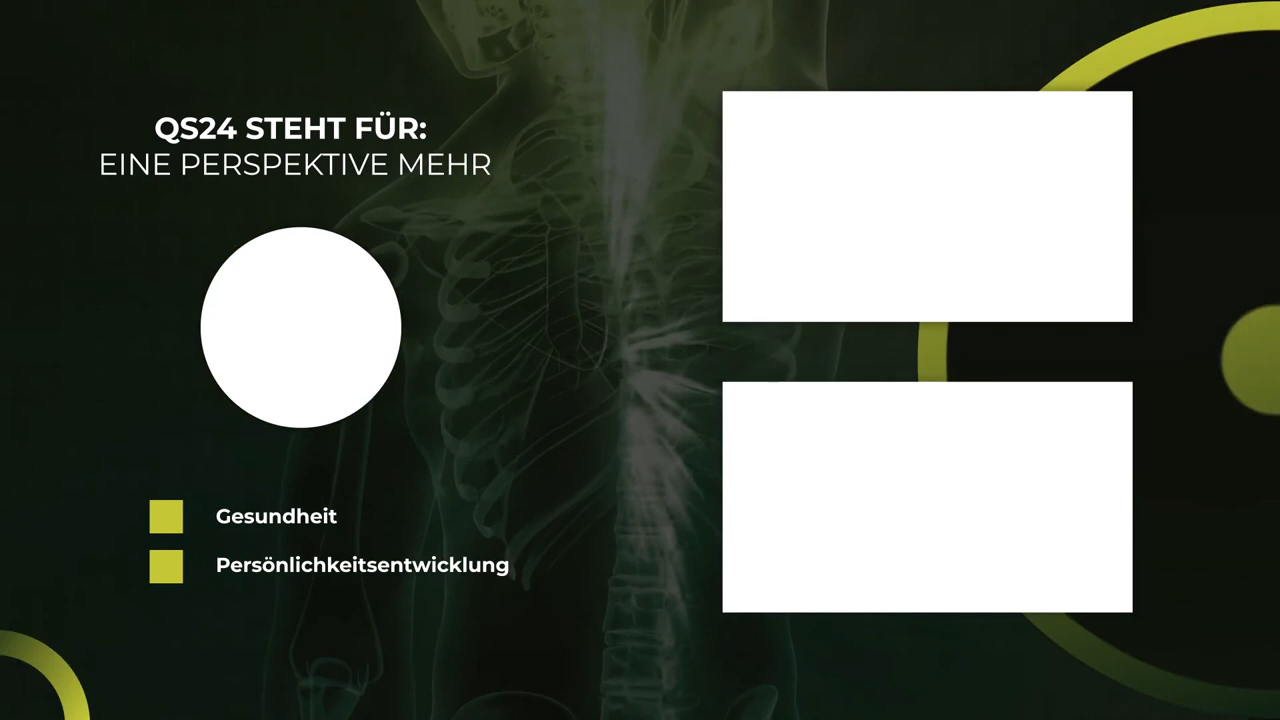 QS24 STEHT FÜR:
EINE PERSPEKTIVE MEHR
Gesundheit
Persönlichkeitsentwicklung